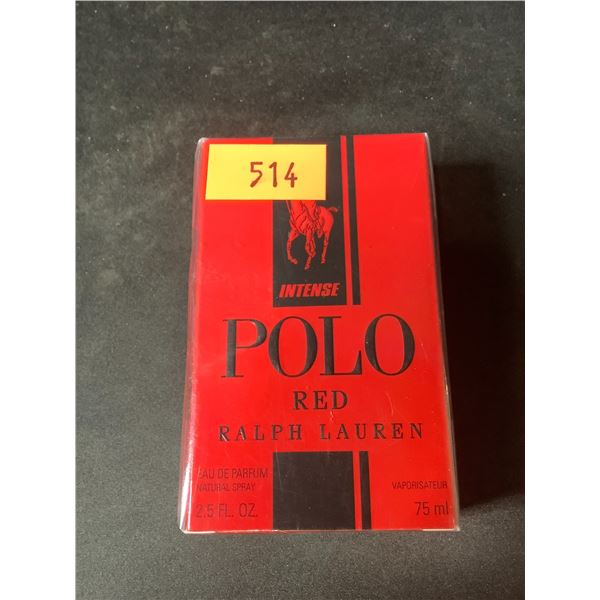 514
INTENSE
POLO
RED
RALPH LAUREN
EAU DE PARFUM
NATURAL SPRAY
VAPORISATEUR
2.5 FL. OZ.
75 ml